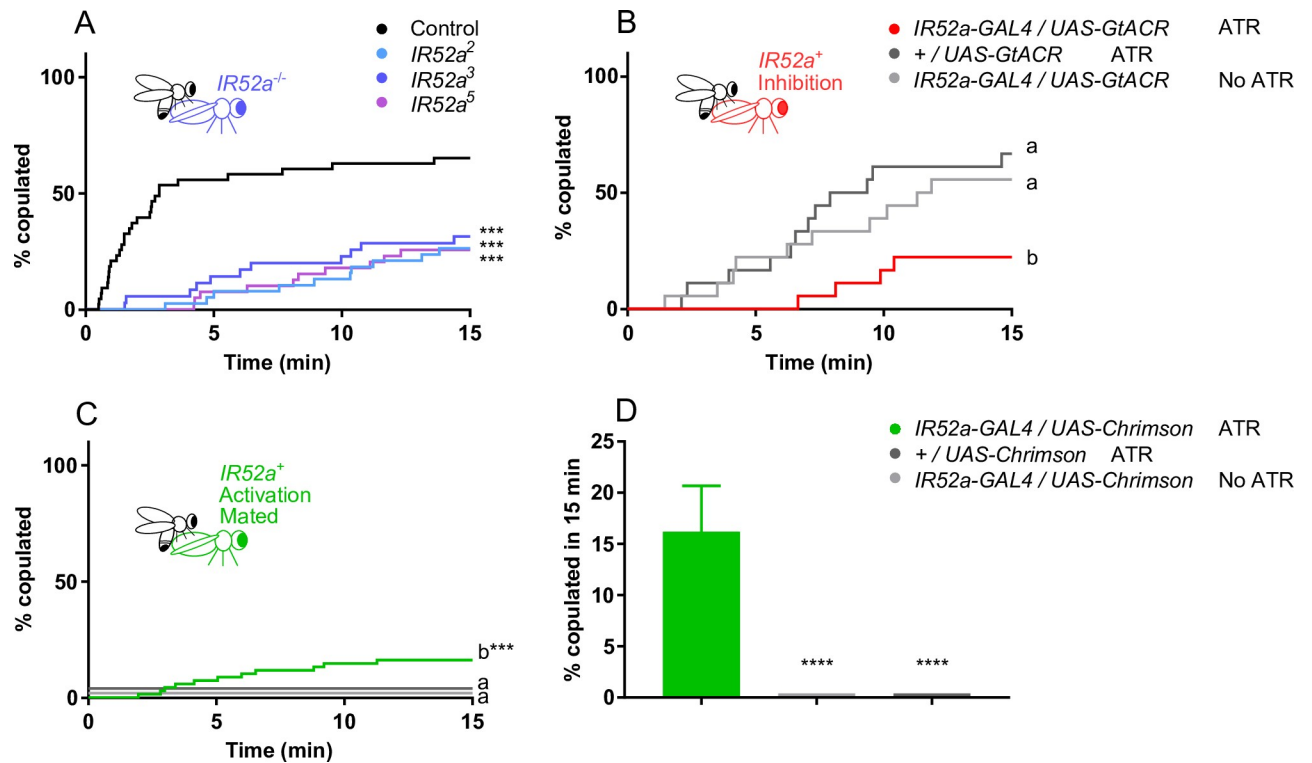 A
Control
IR52a²
IR52a³
IR52a⁵
IR52a⁻/⁻
% copulated
100
50
0
0 5 10 15
Time (min)
***
***
***
B
IR52a-GAL4 / UAS-GtACR ATR
+ / UAS-GtACR ATR
IR52a-GAL4 / UAS-GtACR No ATR
IR52a⁺
Inhibition
% copulated
100
50
0
0 5 10 15
Time (min)
a
a
b
C
IR52a⁺
Activation
Mated
% copulated
100
50
0
0 5 10 15
Time (min)
b***
a
a
D
IR52a-GAL4 / UAS-Chrimson ATR
+ / UAS-Chrimson ATR
IR52a-GAL4 / UAS-Chrimson No ATR
% copulated in 15 min
25
20
15
10
5
0
**** ****